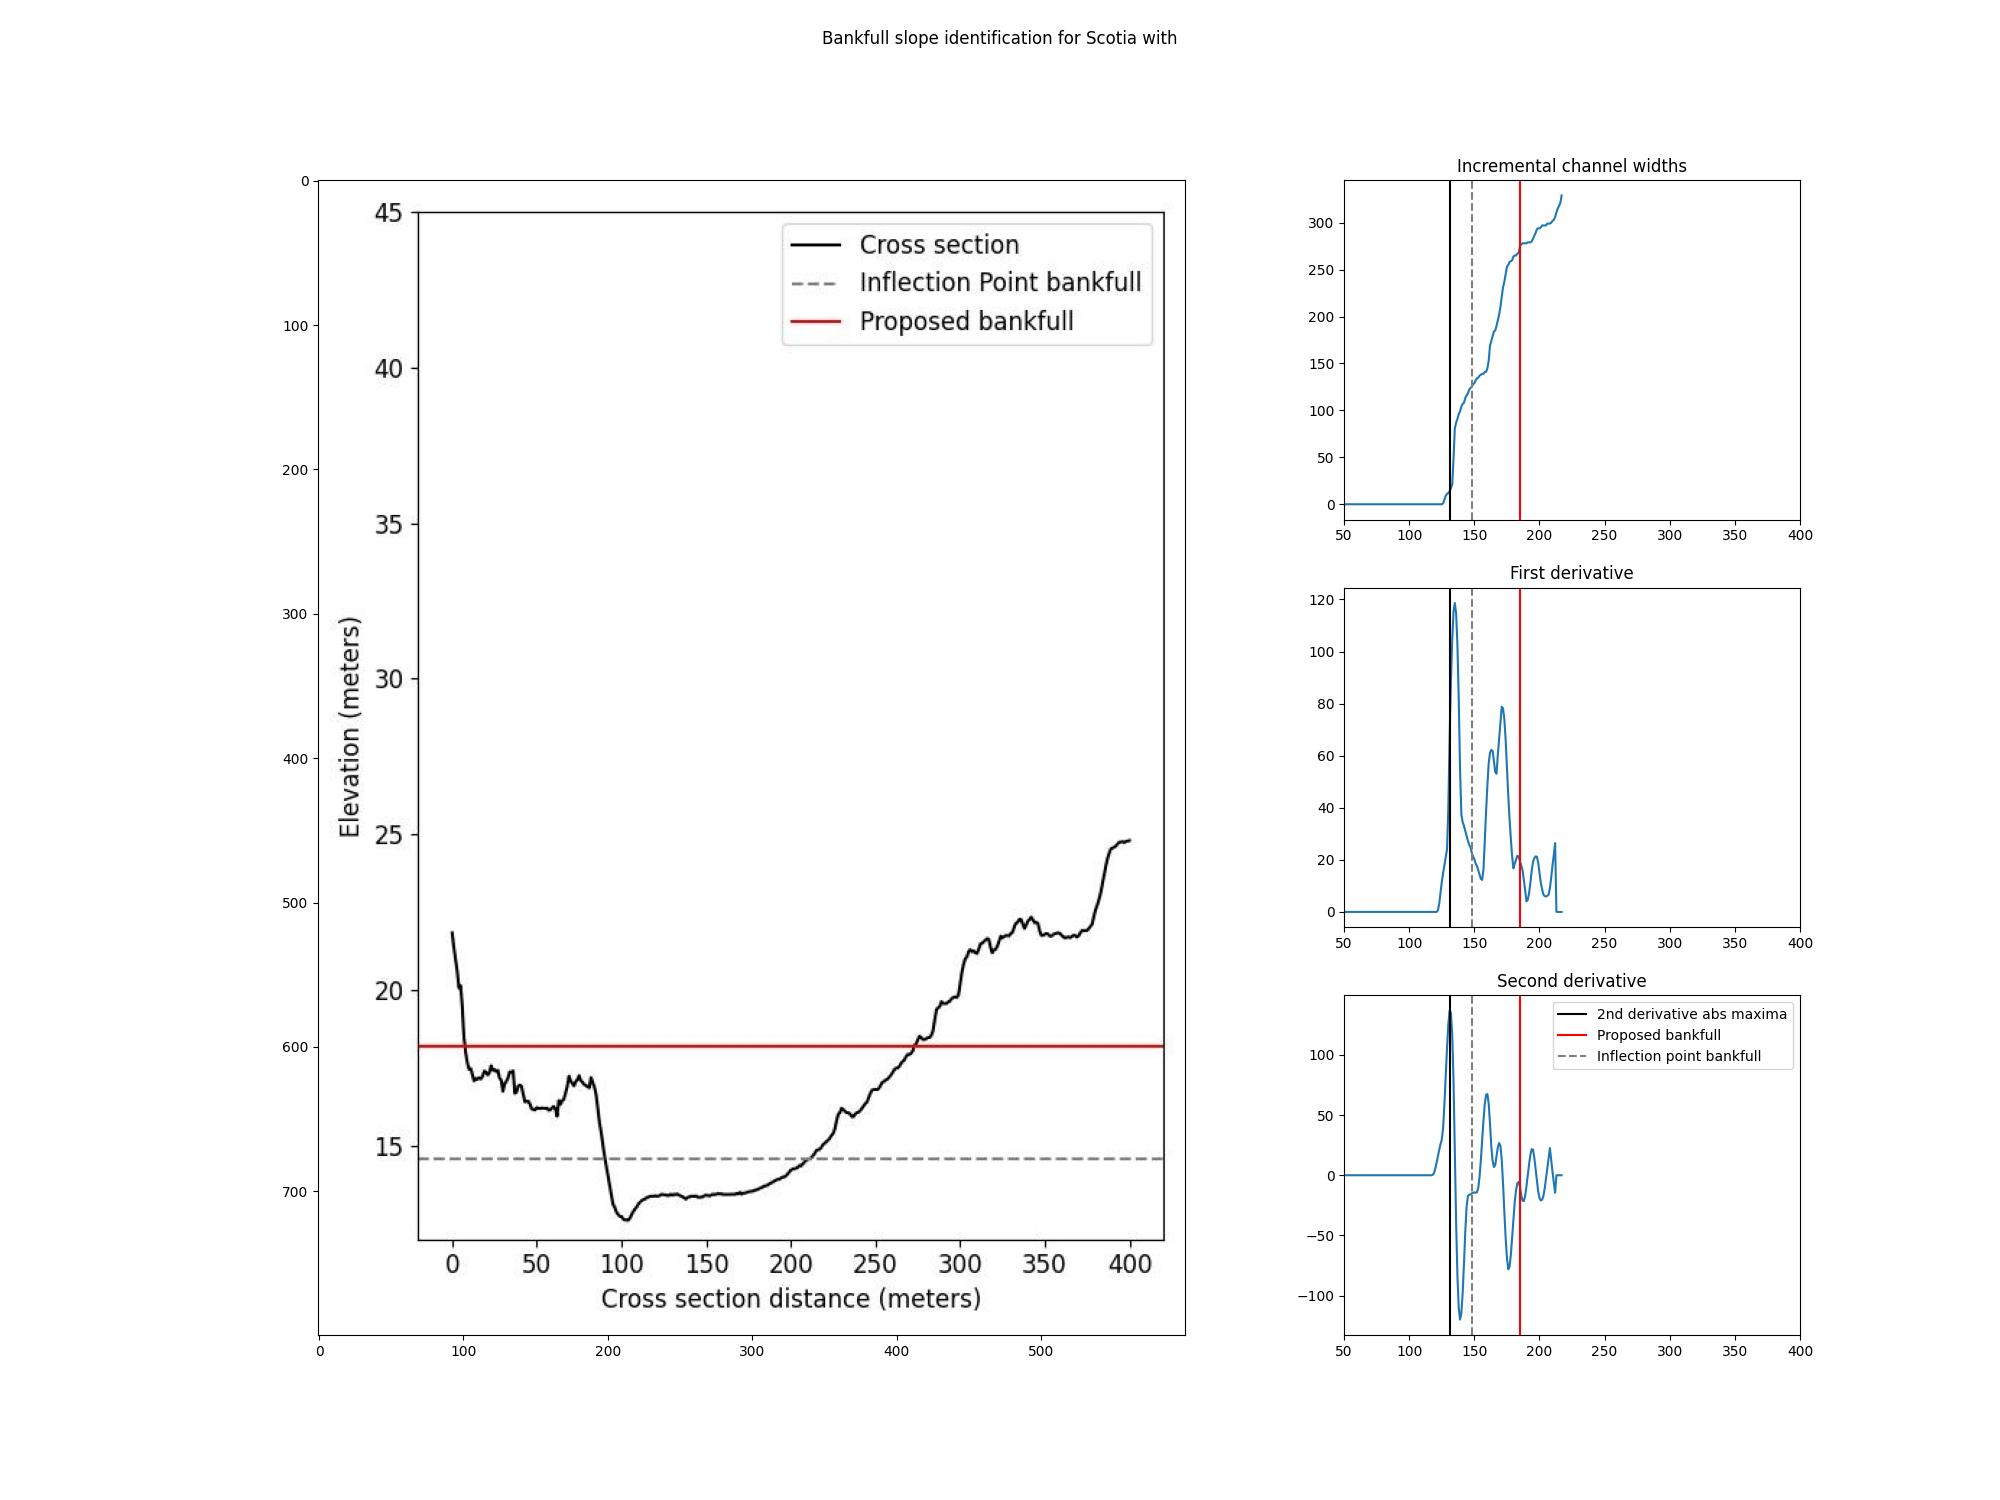 Bankfull slope identification for Scotia with
0
100
200
300
400
500
600
700
0
100
200
300
400
500
45
40
35
30
25
20
15
Elevation (meters)
Cross section
Inflection Point bankfull
Proposed bankfull
0 50 100 150 200 250 300 350 400
Cross section distance (meters)
Incremental channel widths
300
250
200
150
100
50
0
50 100 150 200 250 300 350 400
First derivative
120
100
80
60
40
20
0
50 100 150 200 250 300 350 400
Second derivative
100
50
0
−50
−100
2nd derivative abs maxima
Proposed bankfull
Inflection point bankfull
50 100 150 200 250 300 350 400